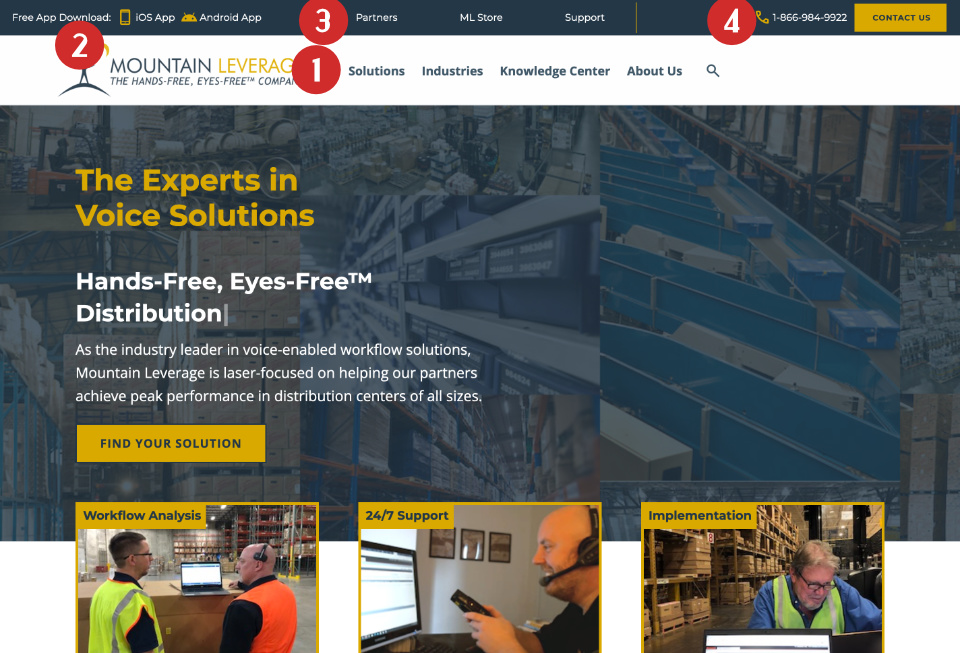 Free App Download: iOS App Android App
3
Partners
ML Store
Support
4
1-866-984-9922
CONTACT US
2
MOUNTAIN LEVERAG
THE HANDS-FREE, EYES-FREE™ COMPA
1
Solutions
Industries
Knowledge Center
About Us
The Experts in
Voice Solutions
Hands-Free, Eyes-Free™
Distribution
As the industry leader in voice-enabled workflow solutions,
Mountain Leverage is laser-focused on helping our partners
achieve peak performance in distribution centers of all sizes.
FIND YOUR SOLUTION
Workflow Analysis
24/7 Support
Implementation